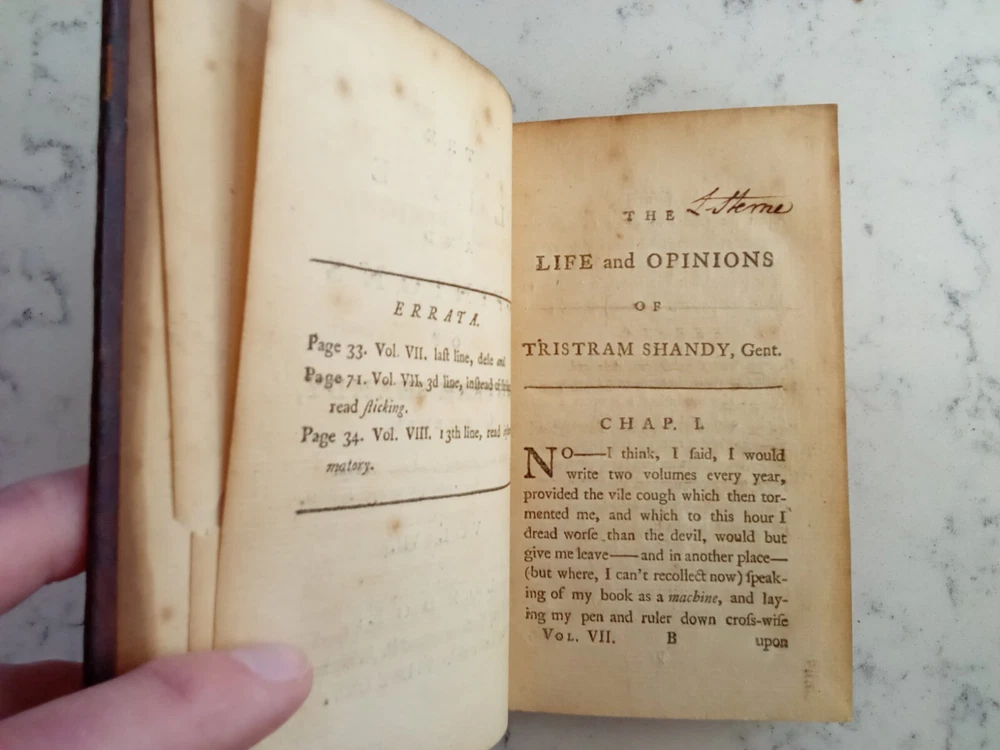 ERRATA.
Page 33. Vol. VII. laſt line, dele and
Page 71. Vol. VII. 3d line, inſtead of
read ſticking.
Page 34. Vol. VIII. 13th line, read
matory.
L Sterne
THE
LIFE and OPINIONS
OF
TRISTRAM SHANDY, Gent.
CHAP. I.
NO——I think, I ſaid, I would
write two volumes every year,
provided the vile cough which then tor-
mented me, and which to this hour I
dread worſe than the devil, would but
give me leave——and in another place—
(but where, I can't recollect now) ſpeak-
ing of my book as a machine, and lay-
ing my pen and ruler down croſs-wiſe
VOL. VII. B upon